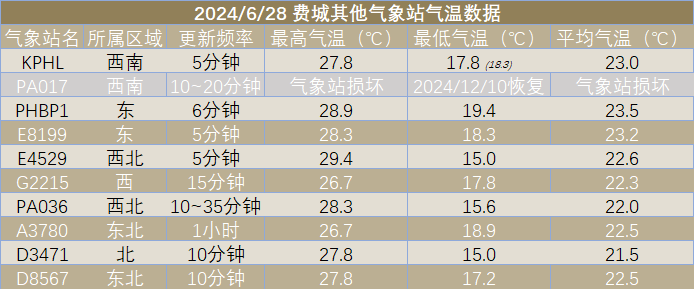 2024/6/28 费城其他气象站气温数据
气象站名 所属区域 更新频率 最高气温（℃） 最低气温（℃） 平均气温（℃）
KPHL 西南 5分钟 27.8 17.8 (18.3) 23.0
PA017 西南 10~20分钟 气象站损坏 2024/12/10恢复 气象站损坏
PHBP1 东 6分钟 28.9 19.4 23.5
E8199 东 5分钟 28.3 18.3 23.2
E4529 西北 5分钟 29.4 15.0 22.6
G2215 西 15分钟 26.7 17.8 22.3
PA036 西北 10~35分钟 28.3 15.6 22.0
A3780 东北 1小时 26.7 18.9 22.5
D3471 北 10分钟 27.8 15.0 21.5
D8567 东北 10分钟 27.8 17.2 22.5